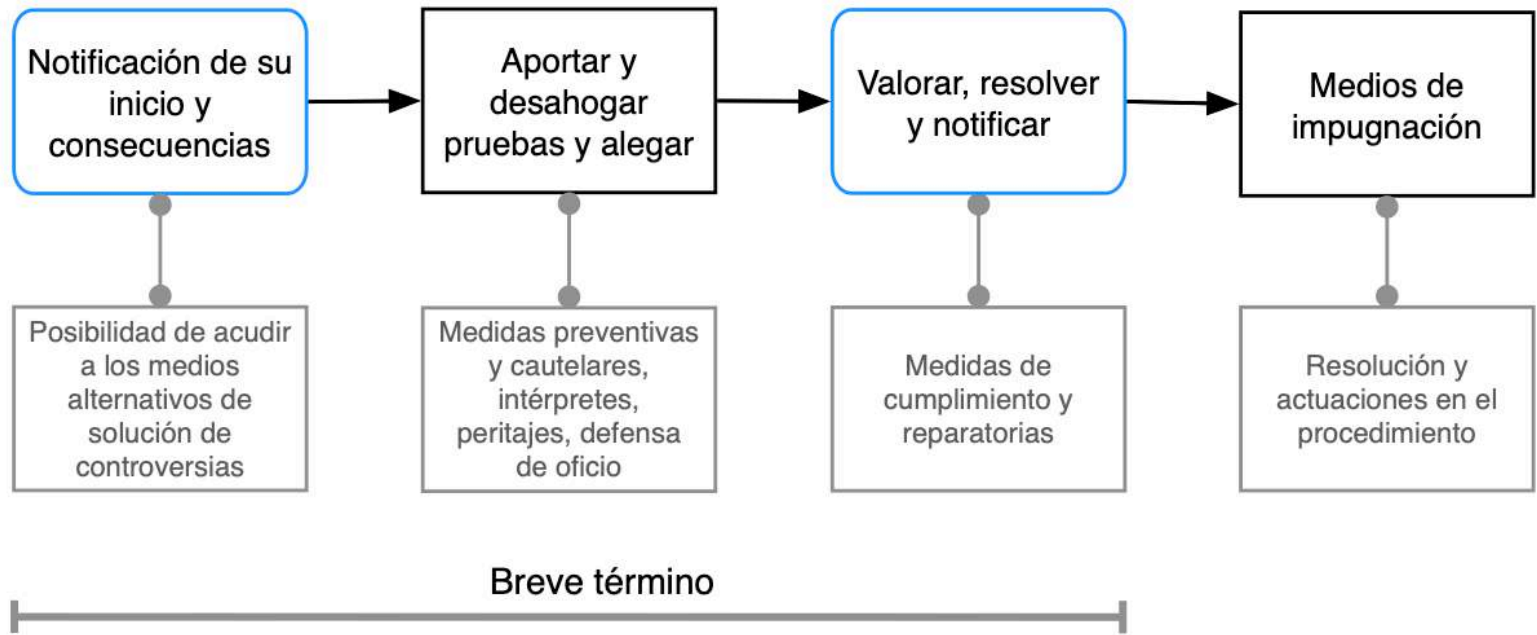 Notificación de su
inicio y
consecuencias
Aportar y
desahogar
pruebas y alegar
Valorar, resolver
y notificar
Medios de
impugnación
Posibilidad de acudir
a los medios
alternativos de
solución de
controversias
Medidas preventivas
y cautelares,
intérpretes,
peritajes, defensa
de oficio
Medidas de
cumplimiento y
reparatorias
Resolución y
actuaciones en el
procedimiento
Breve término